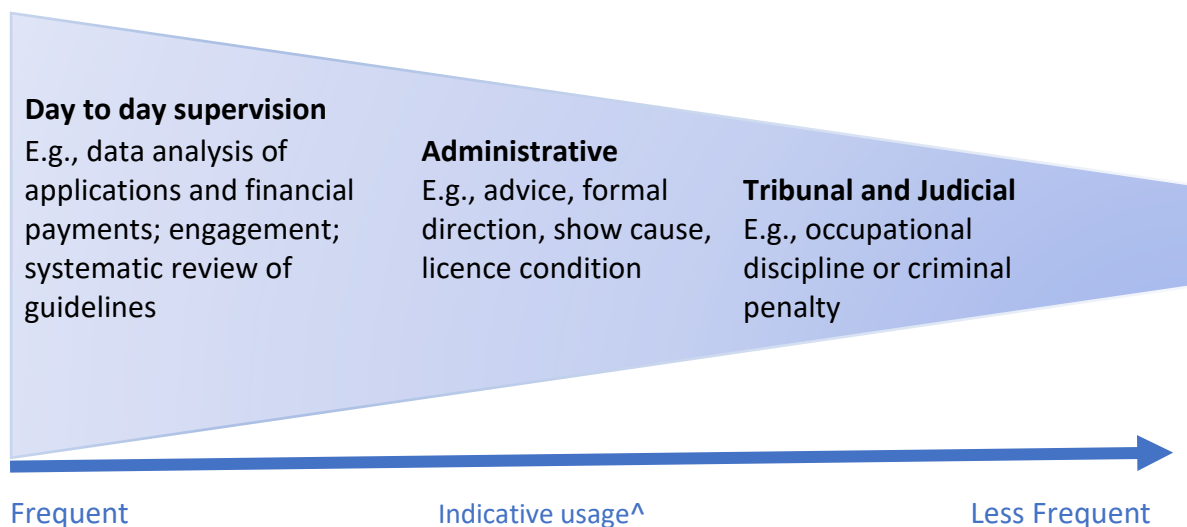 Day to day supervision
E.g., data analysis of
applications and financial
payments; engagement;
systematic review of
guidelines
Administrative
E.g., advice, formal
direction, show cause,
licence condition
Tribunal and Judicial
E.g., occupational
discipline or criminal
penalty
Frequent
Indicative usage^
Less Frequent